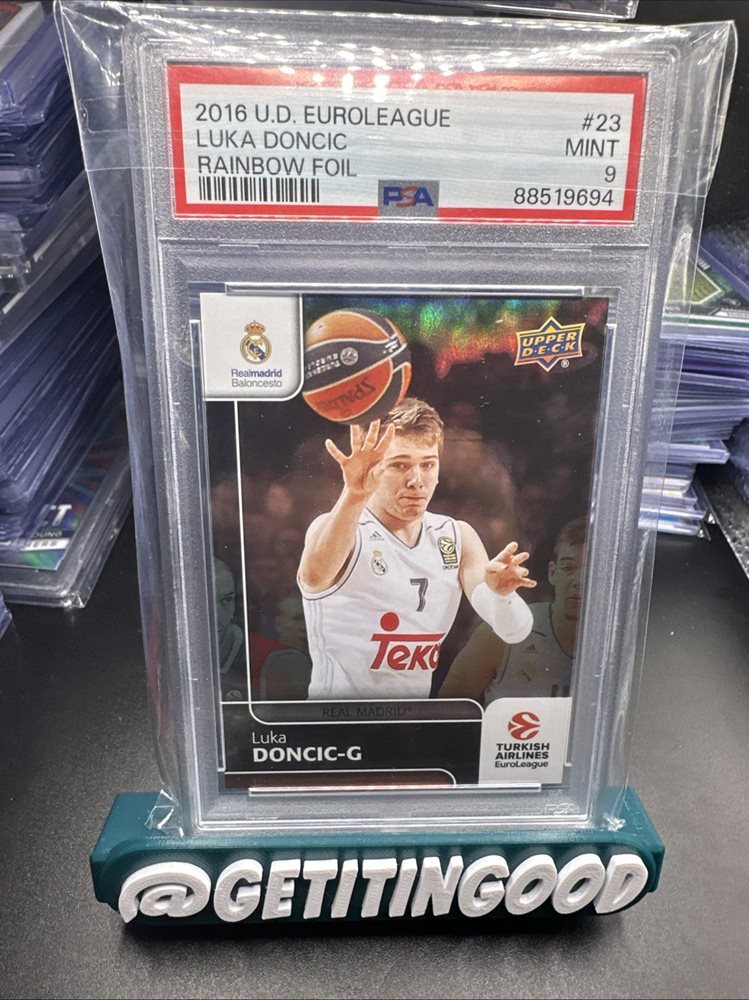 2016 U.D. EUROLEAGUE #23
LUKA DONCIC MINT
RAINBOW FOIL 9
PSA 88519694
Realmadrid
Baloncesto
UPPER
D·E·C·K
®
SPALDING
7
Teka
REAL MADRID®
Luka
DONCIC-G
TURKISH
AIRLINES
EuroLeague
@GETITINGOOD